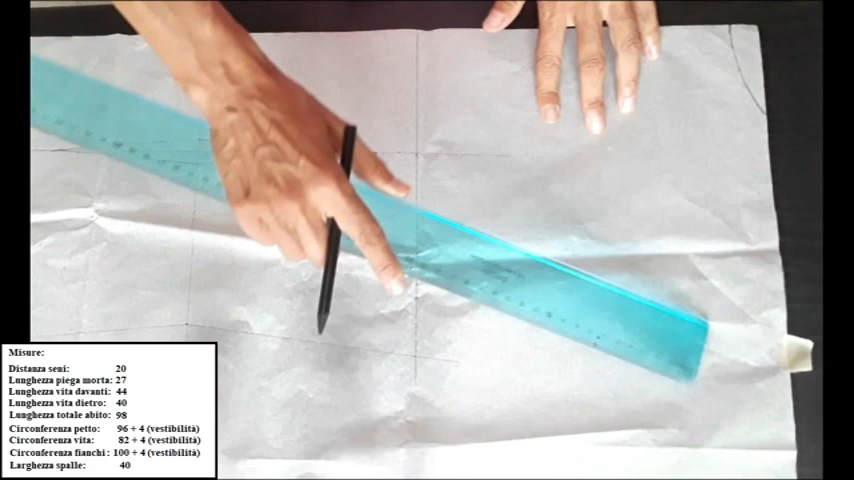 Misure:
Distanza seni: 20
Lunghezza piega morta: 27
Lunghezza vita davanti: 44
Lunghezza vita dietro: 40
Lunghezza totale abito: 98
Circonferenza petto: 96 + 4 (vestibilità)
Circonferenza vita: 82 + 4 (vestibilità)
Circonferenza fianchi: 100 + 4 (vestibilità)
Larghezza spalle: 40